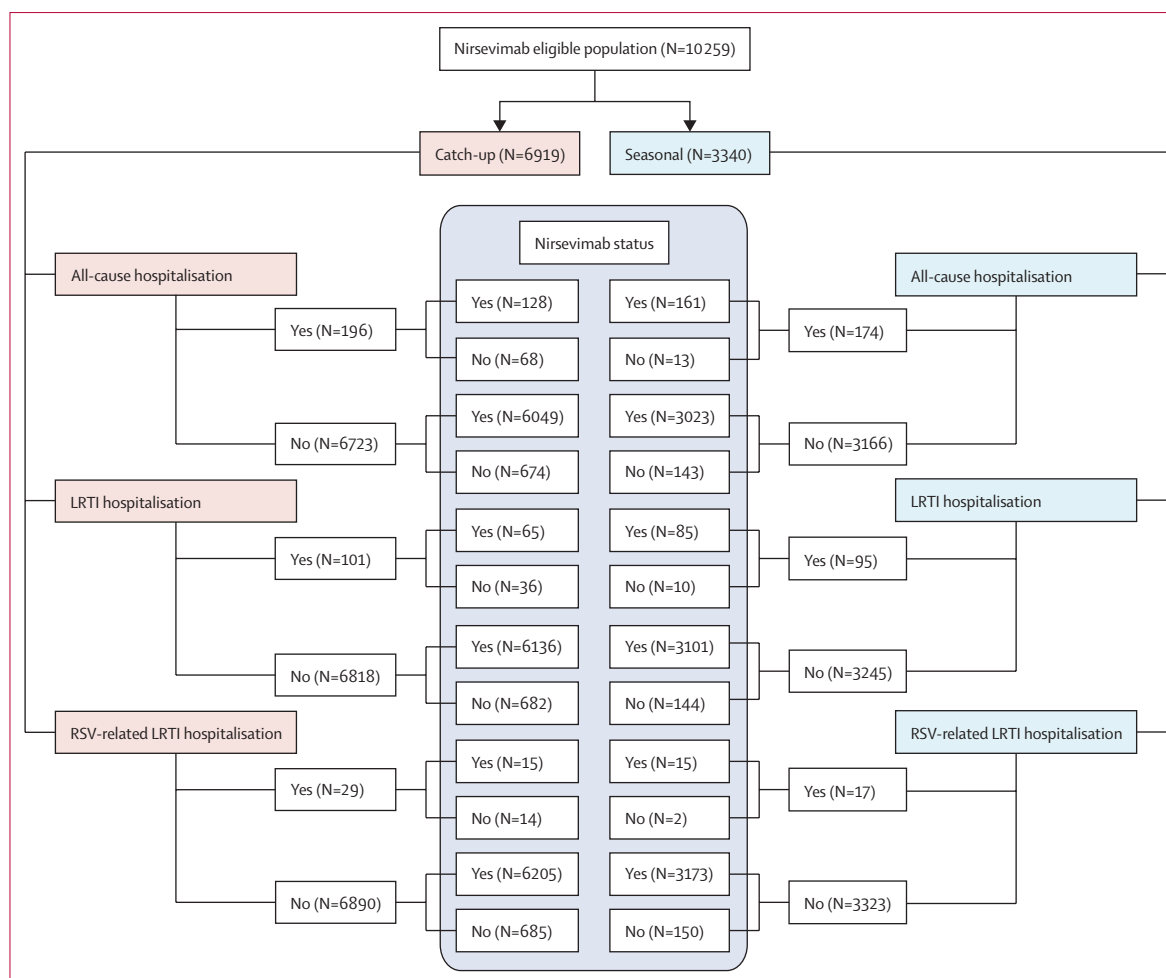 Nirsevimab eligible population (N=10259)
Catch-up (N=6919)
Seasonal (N=3340)
Nirsevimab status
All-cause hospitalisation
All-cause hospitalisation
Yes (N=128)
Yes (N=161)
Yes (N=196)
Yes (N=174)
No (N=68)
No (N=13)
Yes (N=6049)
Yes (N=3023)
No (N=6723)
No (N=3166)
No (N=674)
No (N=143)
LRTI hospitalisation
LRTI hospitalisation
Yes (N=65)
Yes (N=85)
Yes (N=101)
Yes (N=95)
No (N=36)
No (N=10)
Yes (N=6136)
Yes (N=3101)
No (N=6818)
No (N=3245)
No (N=682)
No (N=144)
RSV-related LRTI hospitalisation
RSV-related LRTI hospitalisation
Yes (N=15)
Yes (N=15)
Yes (N=29)
Yes (N=17)
No (N=14)
No (N=2)
Yes (N=6205)
Yes (N=3173)
No (N=6890)
No (N=3323)
No (N=685)
No (N=150)